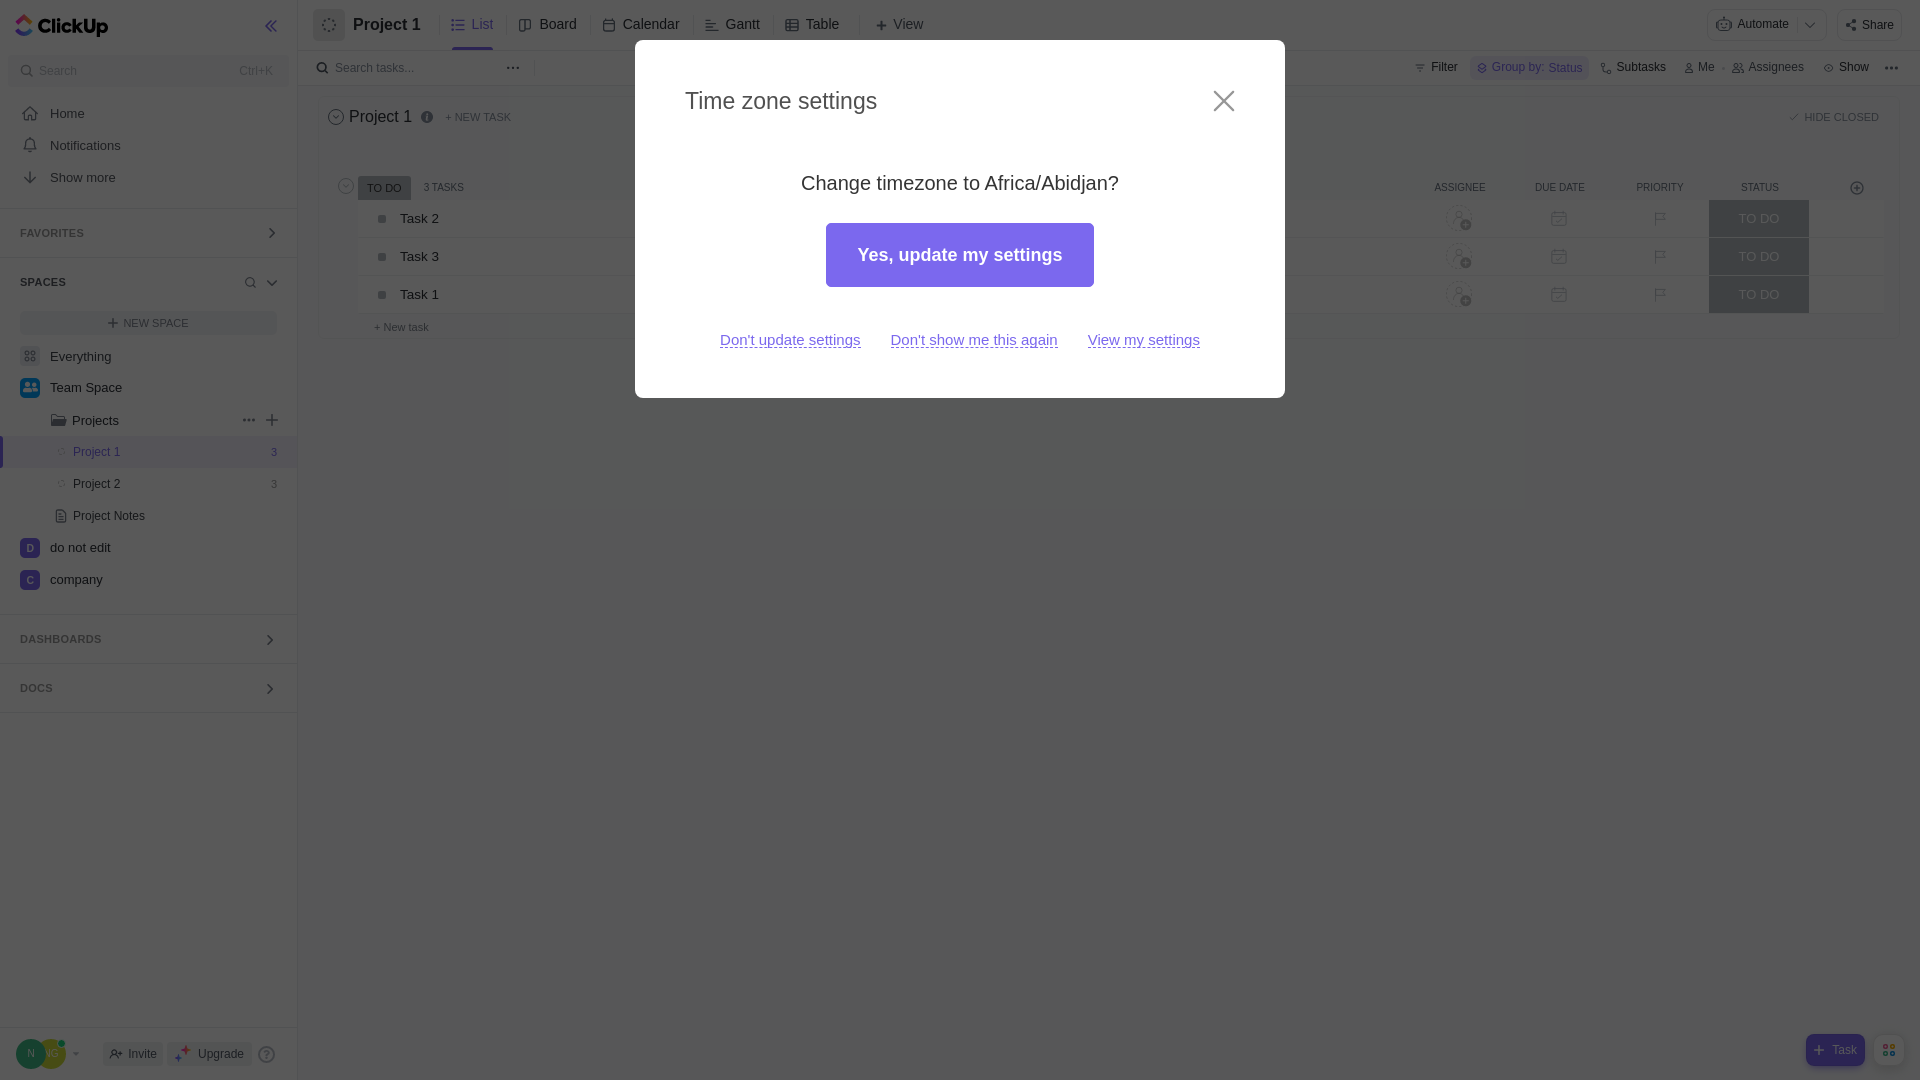 ClickUp
Search
Ctrl+K
Home
Notifications
Show more
FAVORITES
SPACES
NEW SPACE
Everything
Team Space
Projects
Project 1
3
Project 2
3
Project Notes
D
do not edit
C
company
DASHBOARDS
DOCS
N
NG
Invite
Upgrade
?
Project 1
List
Board
Calendar
Gantt
Table
+ View
Automate
Share
Search tasks...
Filter
Group by: Status
Subtasks
Me
Assignees
Show
Project 1
+ NEW TASK
HIDE CLOSED
TO DO
3 TASKS
ASSIGNEE
DUE DATE
PRIORITY
STATUS
Task 2
TO DO
Task 3
TO DO
Task 1
TO DO
+ New task
Time zone settings
Change timezone to Africa/Abidjan?
Yes, update my settings
Don't update settings
Don't show me this again
View my settings
+ Task